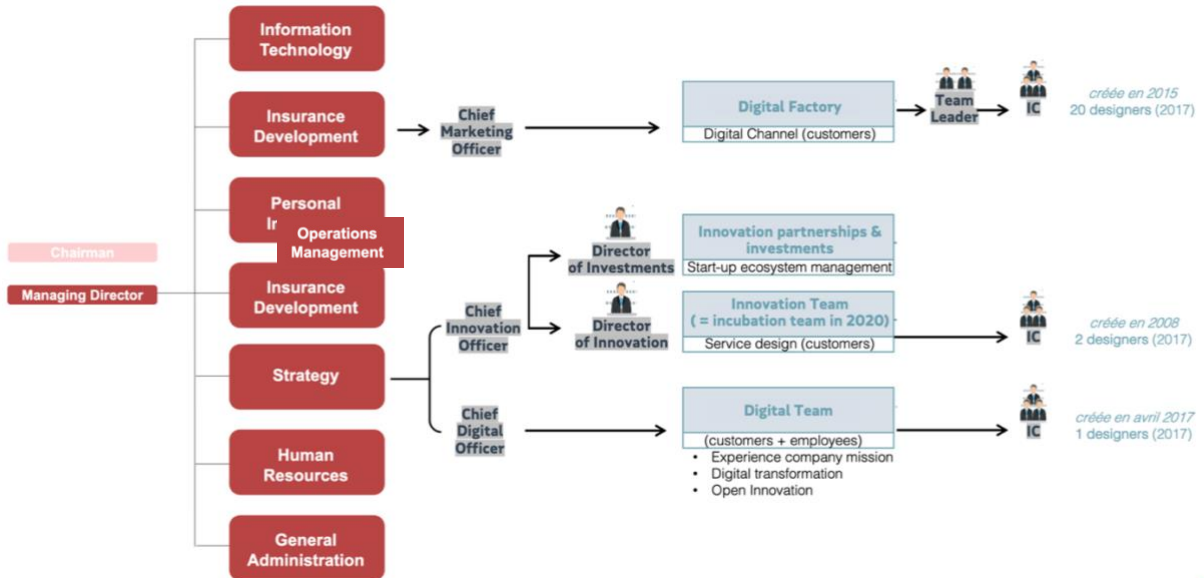 Information
Technology
Insurance
Development
Chief
Marketing
Officer
Digital Factory
Digital Channel (customers)
Team
Leader
IC
créée en 2015
20 designers (2017)
Personal
Operations
Management
Chairman
Managing Director
Insurance
Development
Director
of Investments
Innovation partnerships &
investments
Start-up ecosystem management
Chief
Innovation
Officer
Director
of Innovation
Innovation Team
( = incubation team in 2020)
Service design (customers)
IC
créée en 2008
2 designers (2017)
Strategy
Chief
Digital
Officer
Digital Team
(customers + employees)
• Experience company mission
• Digital transformation
• Open Innovation
IC
créée en avril 2017
1 designers (2017)
Human
Resources
General
Administration